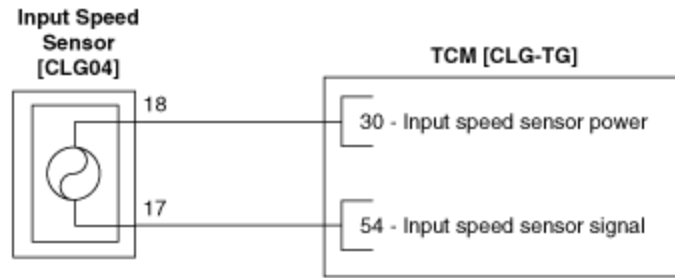 Input Speed
Sensor
[CLG04]
TCM [CLG-TG]
18
30 - Input speed sensor power
17
54 - Input speed sensor signal